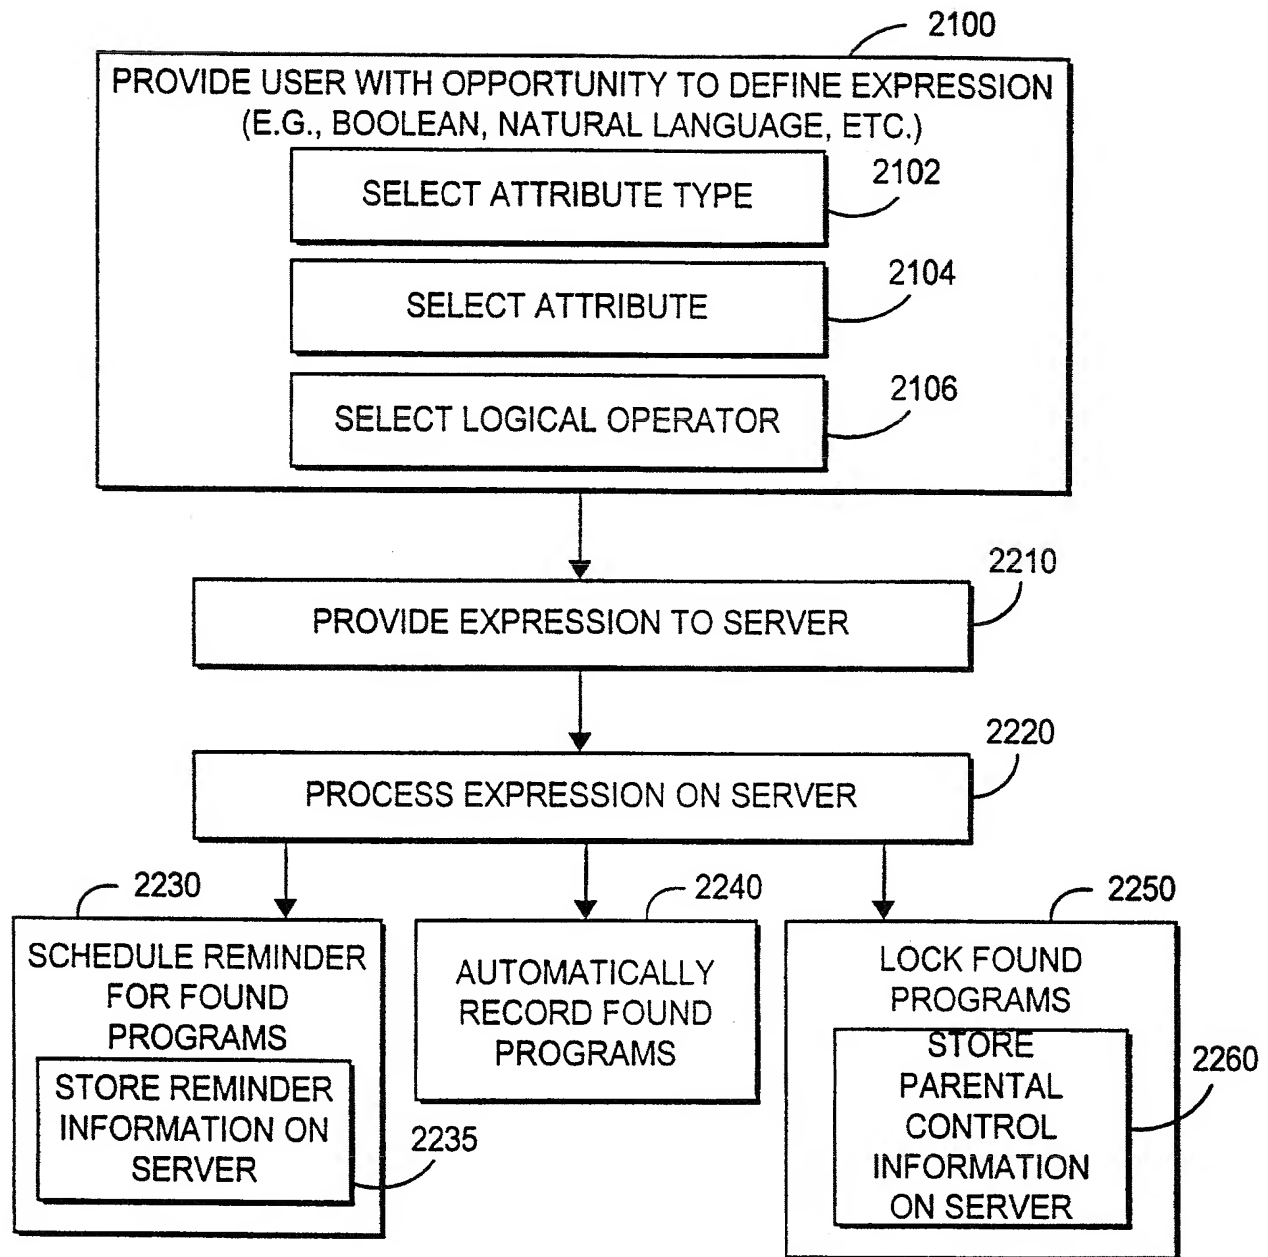 2100
PROVIDE USER WITH OPPORTUNITY TO DEFINE EXPRESSION
(E.G., BOOLEAN, NATURAL LANGUAGE, ETC.)
SELECT ATTRIBUTE TYPE
2102
SELECT ATTRIBUTE
2104
SELECT LOGICAL OPERATOR
2106
2210
PROVIDE EXPRESSION TO SERVER
2220
PROCESS EXPRESSION ON SERVER
2230
SCHEDULE REMINDER
FOR FOUND
PROGRAMS
STORE REMINDER
INFORMATION ON
SERVER
2235
2240
AUTOMATICALLY
RECORD FOUND
PROGRAMS
2250
LOCK FOUND
PROGRAMS
STORE
PARENTAL
CONTROL
INFORMATION
ON SERVER
2260